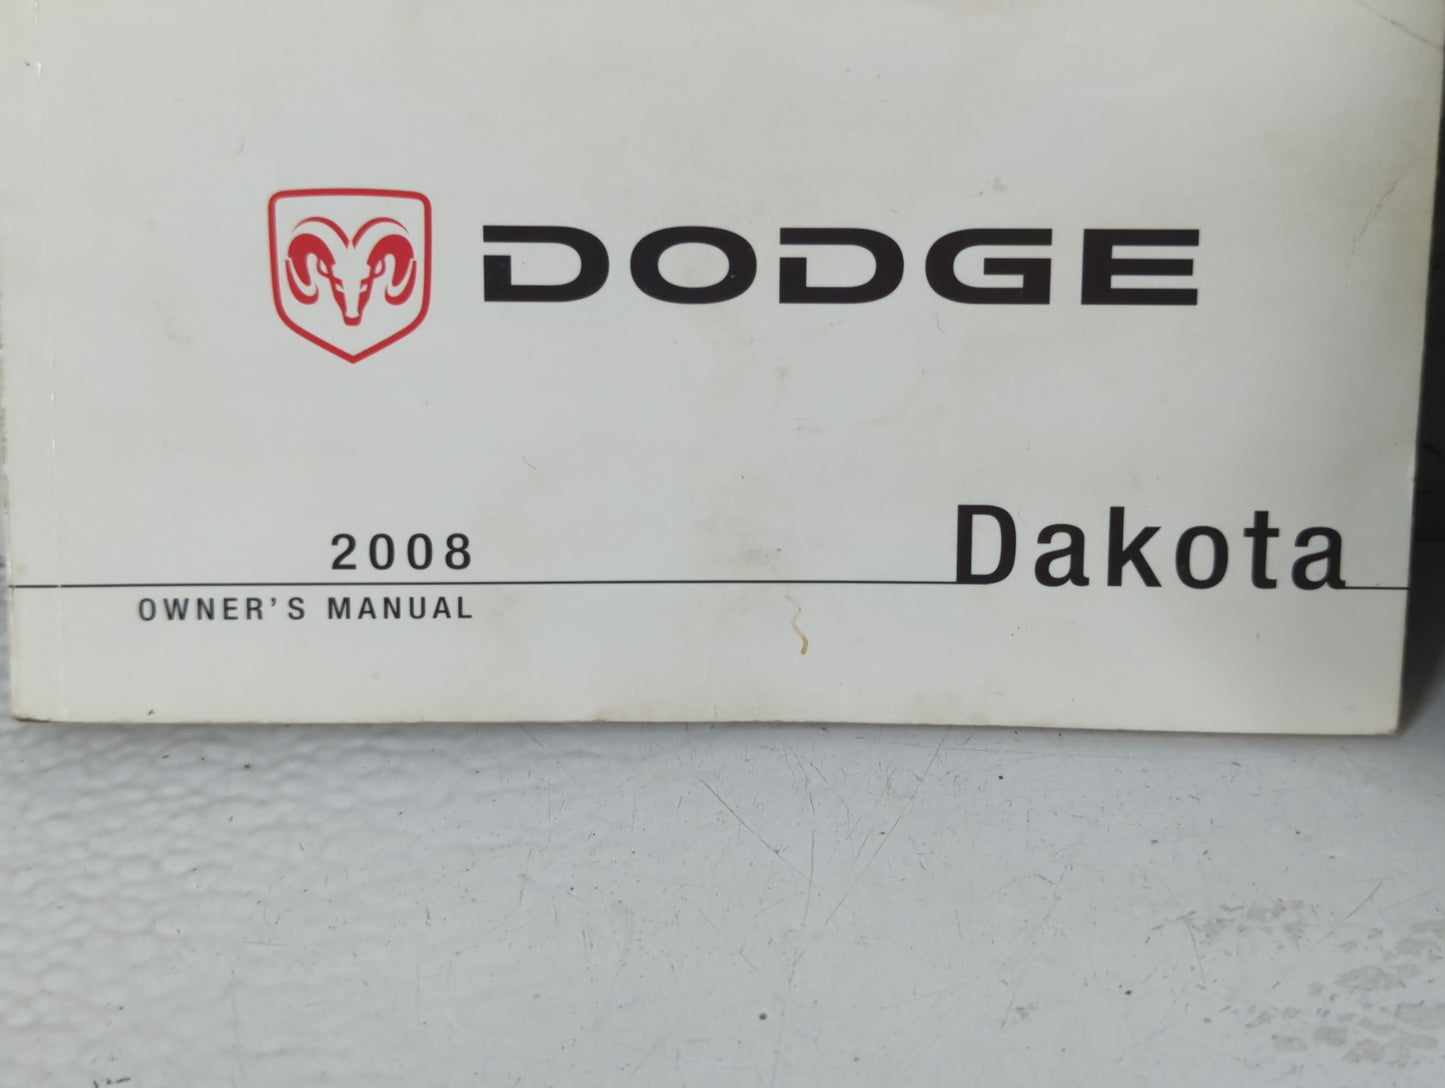 DODGE
2008
Dakota
OWNER'S MANUAL